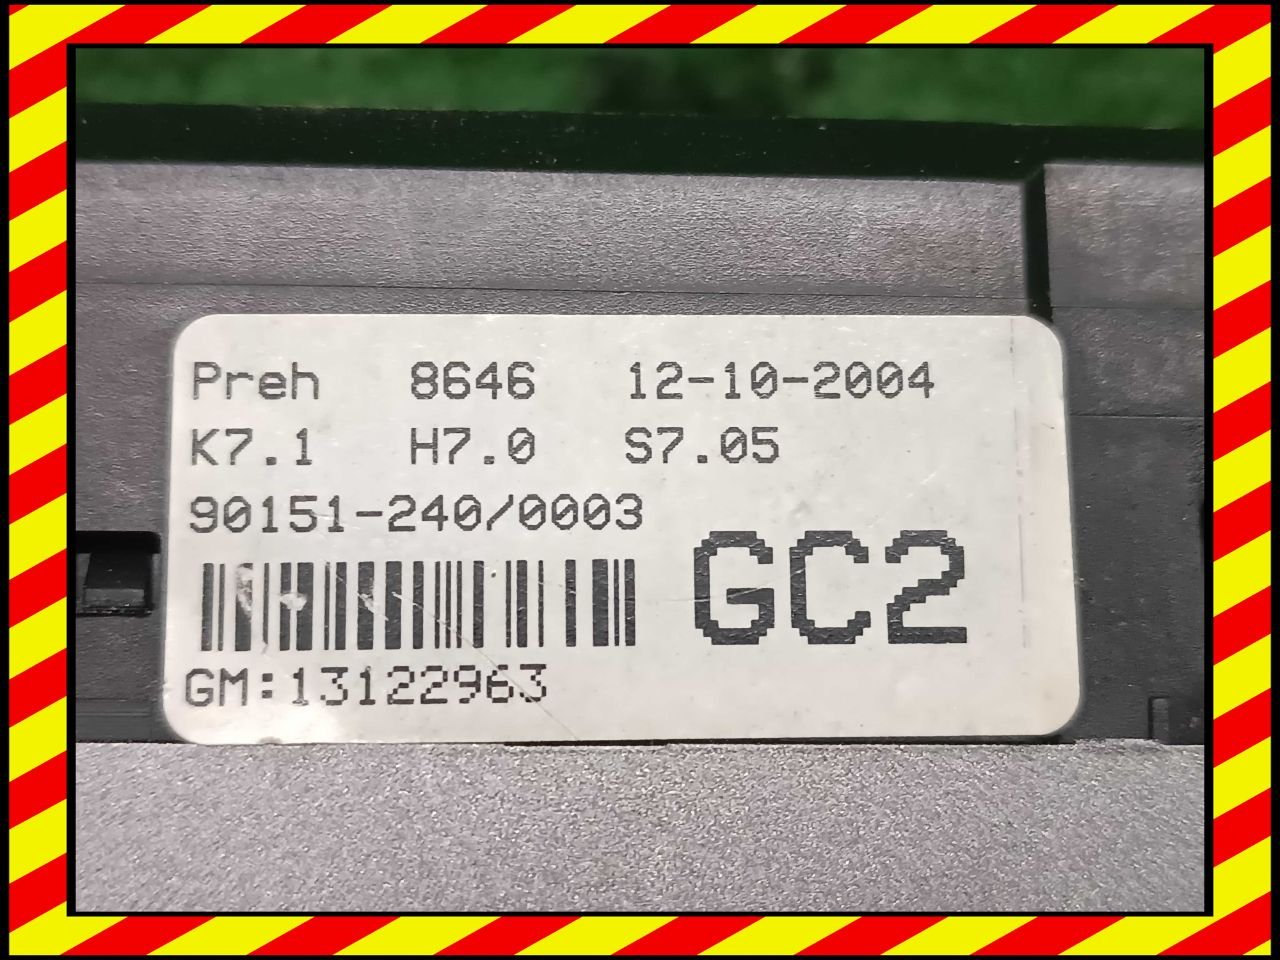 Preh 8646 12-10-2004
K7.1 H7.0 S7.05
90151-240/0003
GC2
GM:13122963